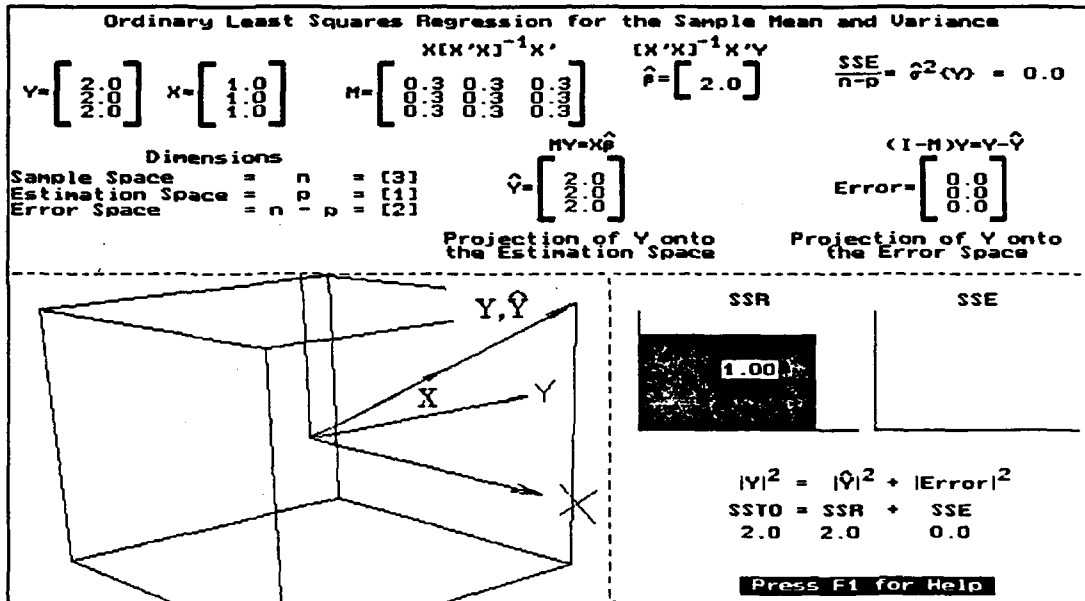 Ordinary Least Squares Regression for the Sample Mean and Variance
X[X'X]⁻¹X' [X'X]⁻¹X'Y
Y= [2.0 2.0 2.0] X= [1.0 1.0 1.0] M= [0.3 0.3 0.3 0.3 0.3 0.3 0.3 0.3 0.3] β̂= [2.0] SSE/n-p = σ̂²{Y} = 0.0
Dimensions
Sample Space = n = [3]
Estimation Space = p = [1]
Error Space = n - p = [2]
MY=Xβ̂
Ŷ= [2.0 2.0 2.0]
Projection of Y onto
the Estimation Space
(I-M)Y=Y-Ŷ
Error= [0.0 0.0 0.0]
Projection of Y onto
the Error Space
Y,Ŷ
X
Y
X
SSR SSE
1.00
|Y|² = |Ŷ|² + |Error|²
SSTO = SSR + SSE
2.0 2.0 0.0
Press F1 for Help